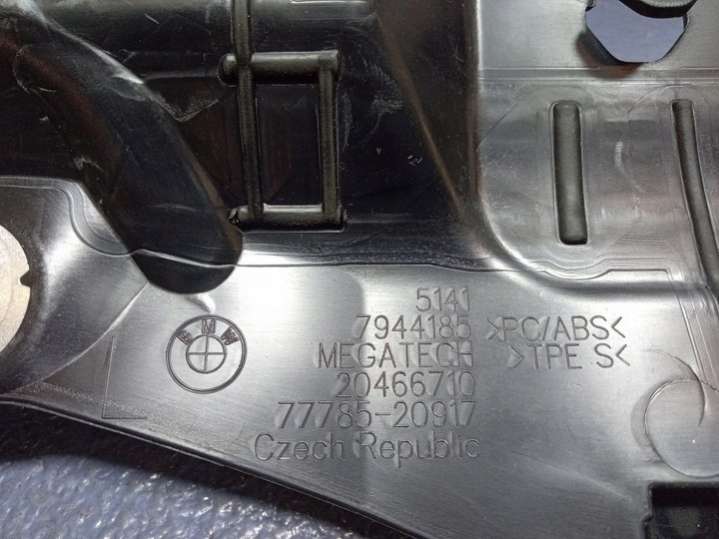 BMW
L
5141
7944185 >PC/ABS<
MEGATECH >TPE S<
20466710
77785-20917
Czech Republic